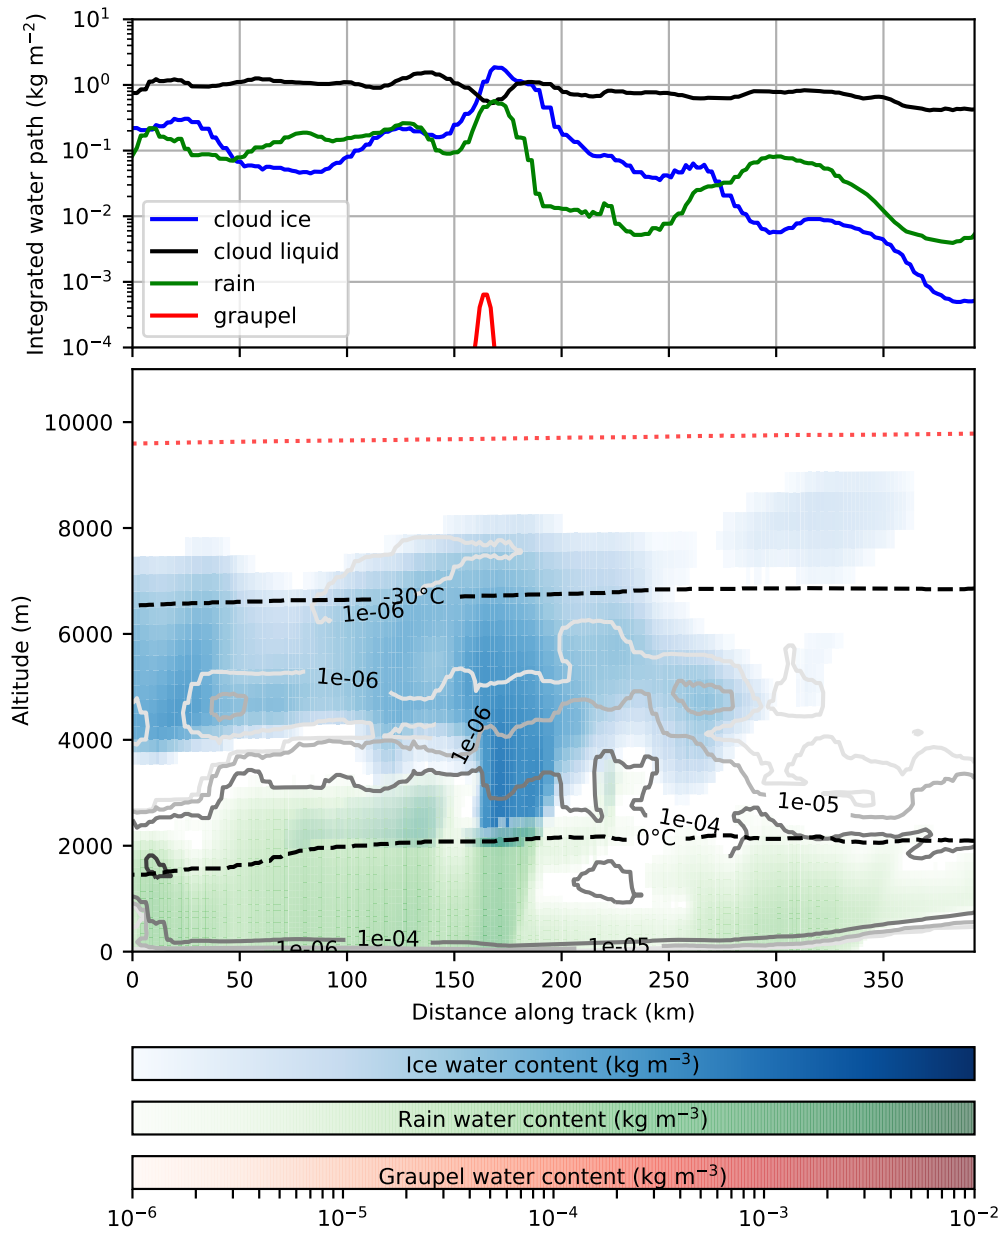 Integrated water path (kg m⁻²)
10¹
10⁰
10⁻¹
10⁻²
10⁻³
10⁻⁴
cloud ice
cloud liquid
rain
graupel
Altitude (m)
10000
8000
6000
4000
2000
0
-30°C
1e-06
1e-06
1e-06
1e-05
1e-04
0°C
1e-06
1e-04
1e-05
0 50 100 150 200 250 300 350
Distance along track (km)
Ice water content (kg m⁻³)
Rain water content (kg m⁻³)
Graupel water content (kg m⁻³)
10⁻⁶ 10⁻⁵ 10⁻⁴ 10⁻³ 10⁻²